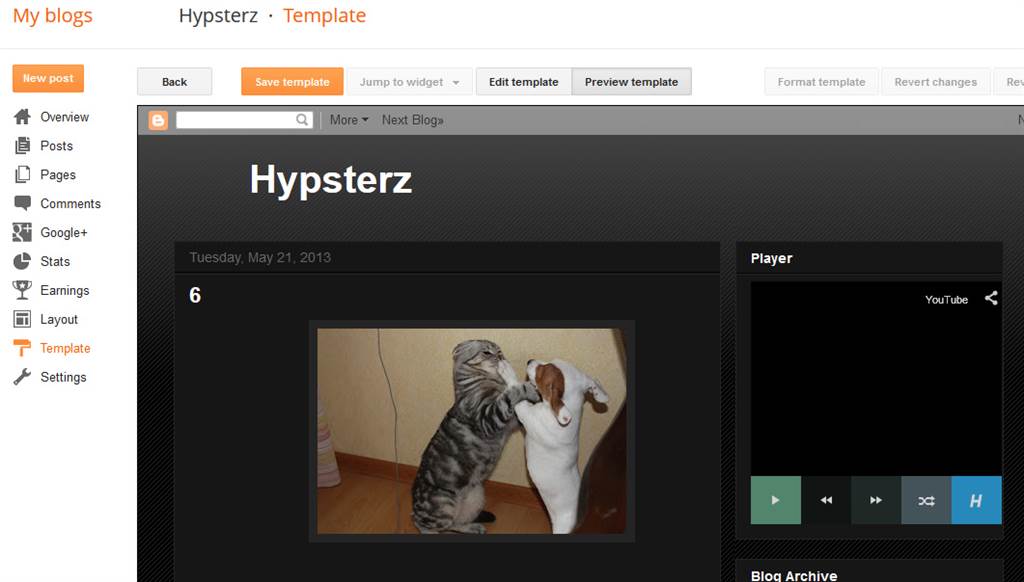 My blogs
Hypsterz · Template
New post
Back
Save template
Jump to widget
Edit template
Preview template
Format template
Revert changes
Overview
Posts
Pages
Comments
Google+
Stats
Earnings
Layout
Template
Settings
More
Next Blog»
Hypsterz
Tuesday, May 21, 2013
6
Player
YouTube
H
Blog Archive